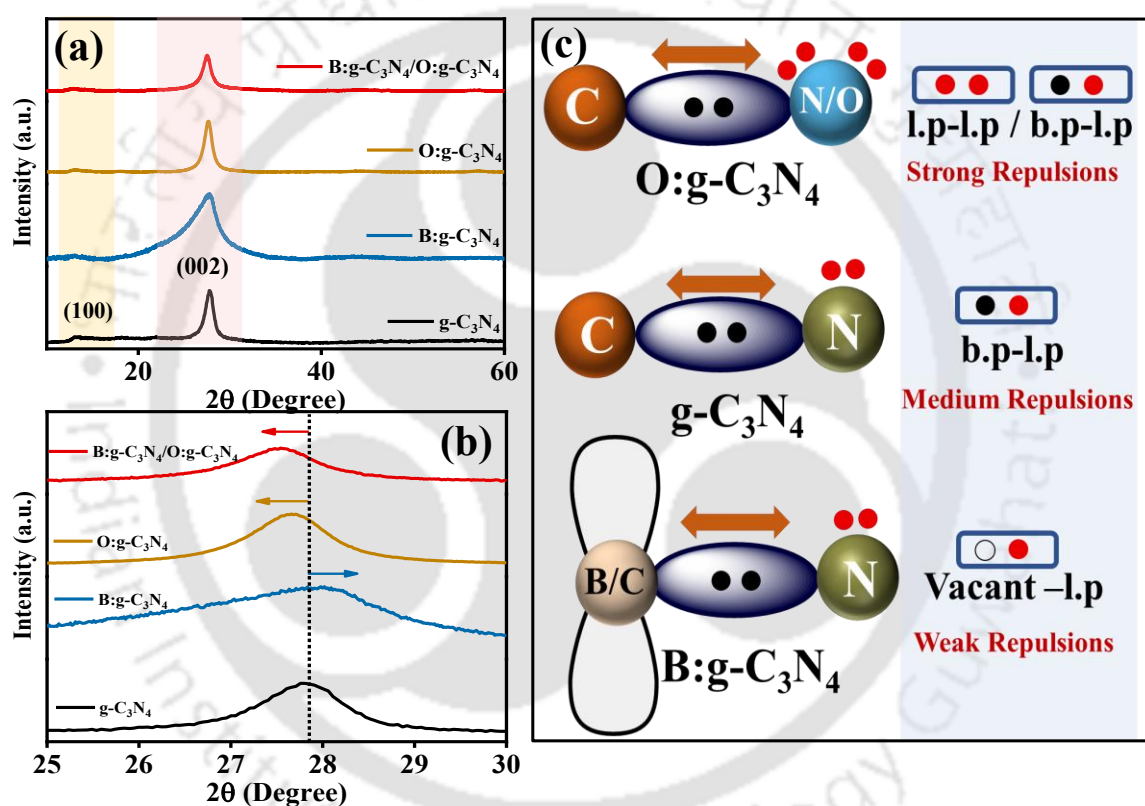 (a)
B:g-C₃N₄/O:g-C₃N₄
O:g-C₃N₄
B:g-C₃N₄
(002)
(100)
g-C₃N₄
Intensity (a.u.)
20 40 60
2θ (Degree)
(b)
B:g-C₃N₄/O:g-C₃N₄
O:g-C₃N₄
B:g-C₃N₄
g-C₃N₄
Intensity (a.u.)
25 26 27 28 29 30
2θ (Degree)
(c)
C N/O
O:g-C₃N₄
l.p-l.p / b.p-l.p
Strong Repulsions
C N
g-C₃N₄
b.p-l.p
Medium Repulsions
B/C N
B:g-C₃N₄
Vacant –l.p
Weak Repulsions